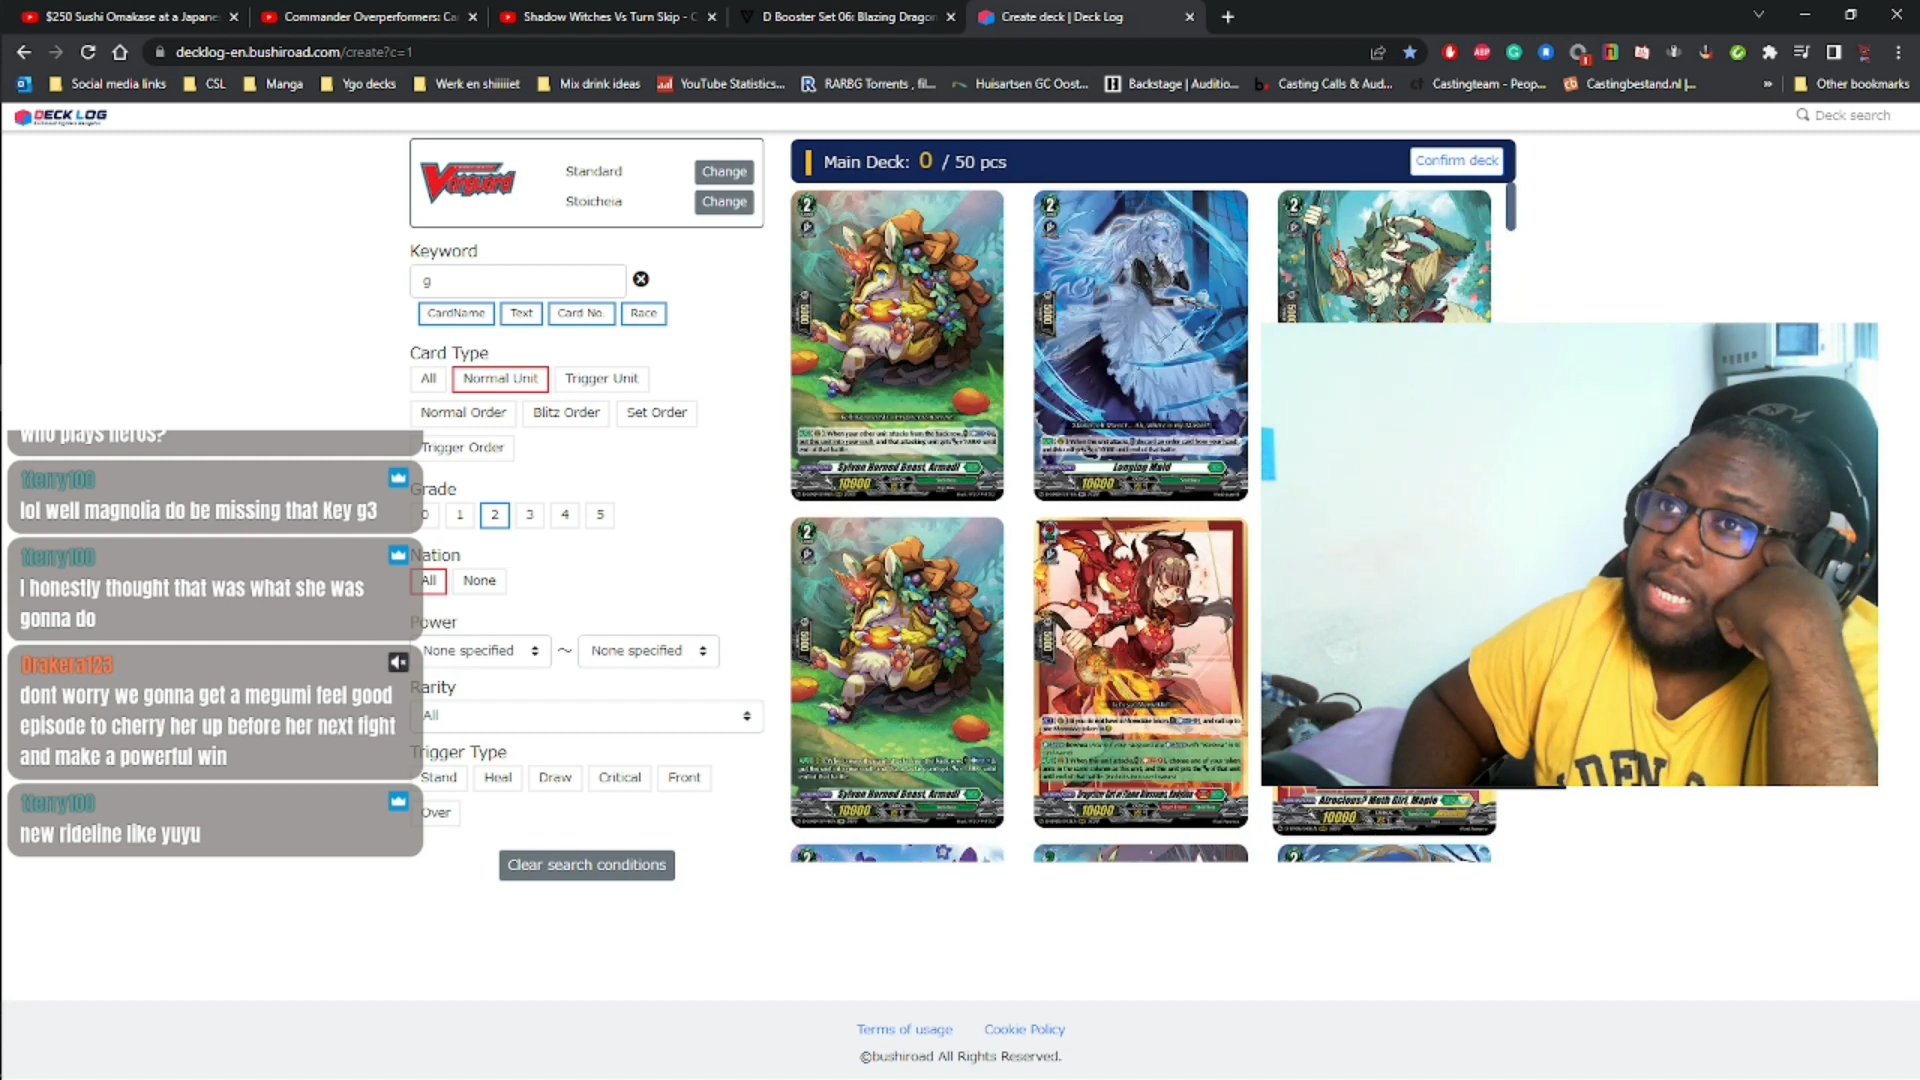 $250 Sushi Omakase at a Japane
Commander Overperformers: Ca
Shadow Witches Vs Turn Skip - C
D Booster Set 06: Blazing Dragon
Create deck | Deck Log
decklog-en.bushiroad.com/create?c=1
Social media links
CSL
Manga
Ygo decks
Werk en shiiiiet
Mix drink ideas
YouTube Statistics...
RARBG Torrents , fil...
Huisartsen GC Oost...
Backstage | Auditio...
Casting Calls & Aud...
Castingteam - Peop...
Castingbestand.nl |...
Other bookmarks
DECK LOG
Deck search
Vanguard
Standard
Change
Stoicheia
Change
Main Deck: 0 / 50 pcs
Confirm deck
Keyword
g
CardName
Text
Card No.
Race
Card Type
All
Normal Unit
Trigger Unit
Normal Order
Blitz Order
Set Order
Trigger Order
Grade
0
1
2
3
4
5
Nation
All
None
Power
None specified
~
None specified
Rarity
All
Trigger Type
Stand
Heal
Draw
Critical
Front
Over
Clear search conditions
who plays heros?
lol well magnolia do be missing that Key g3
I honestly thought that was what she was
gonna do
Drakera123
dont worry we gonna get a megumi feel good
episode to cherry her up before her next fight
and make a powerful win
new rideline like yuyu
Sylvan Horned Beast, Armadi
10000
Longing Maid
10000
Sylvan Horned Beast, Armadi
10000
10000
Atrocious? Moth Girl, Maple
10000
Terms of usage
Cookie Policy
©bushiroad All Rights Reserved.